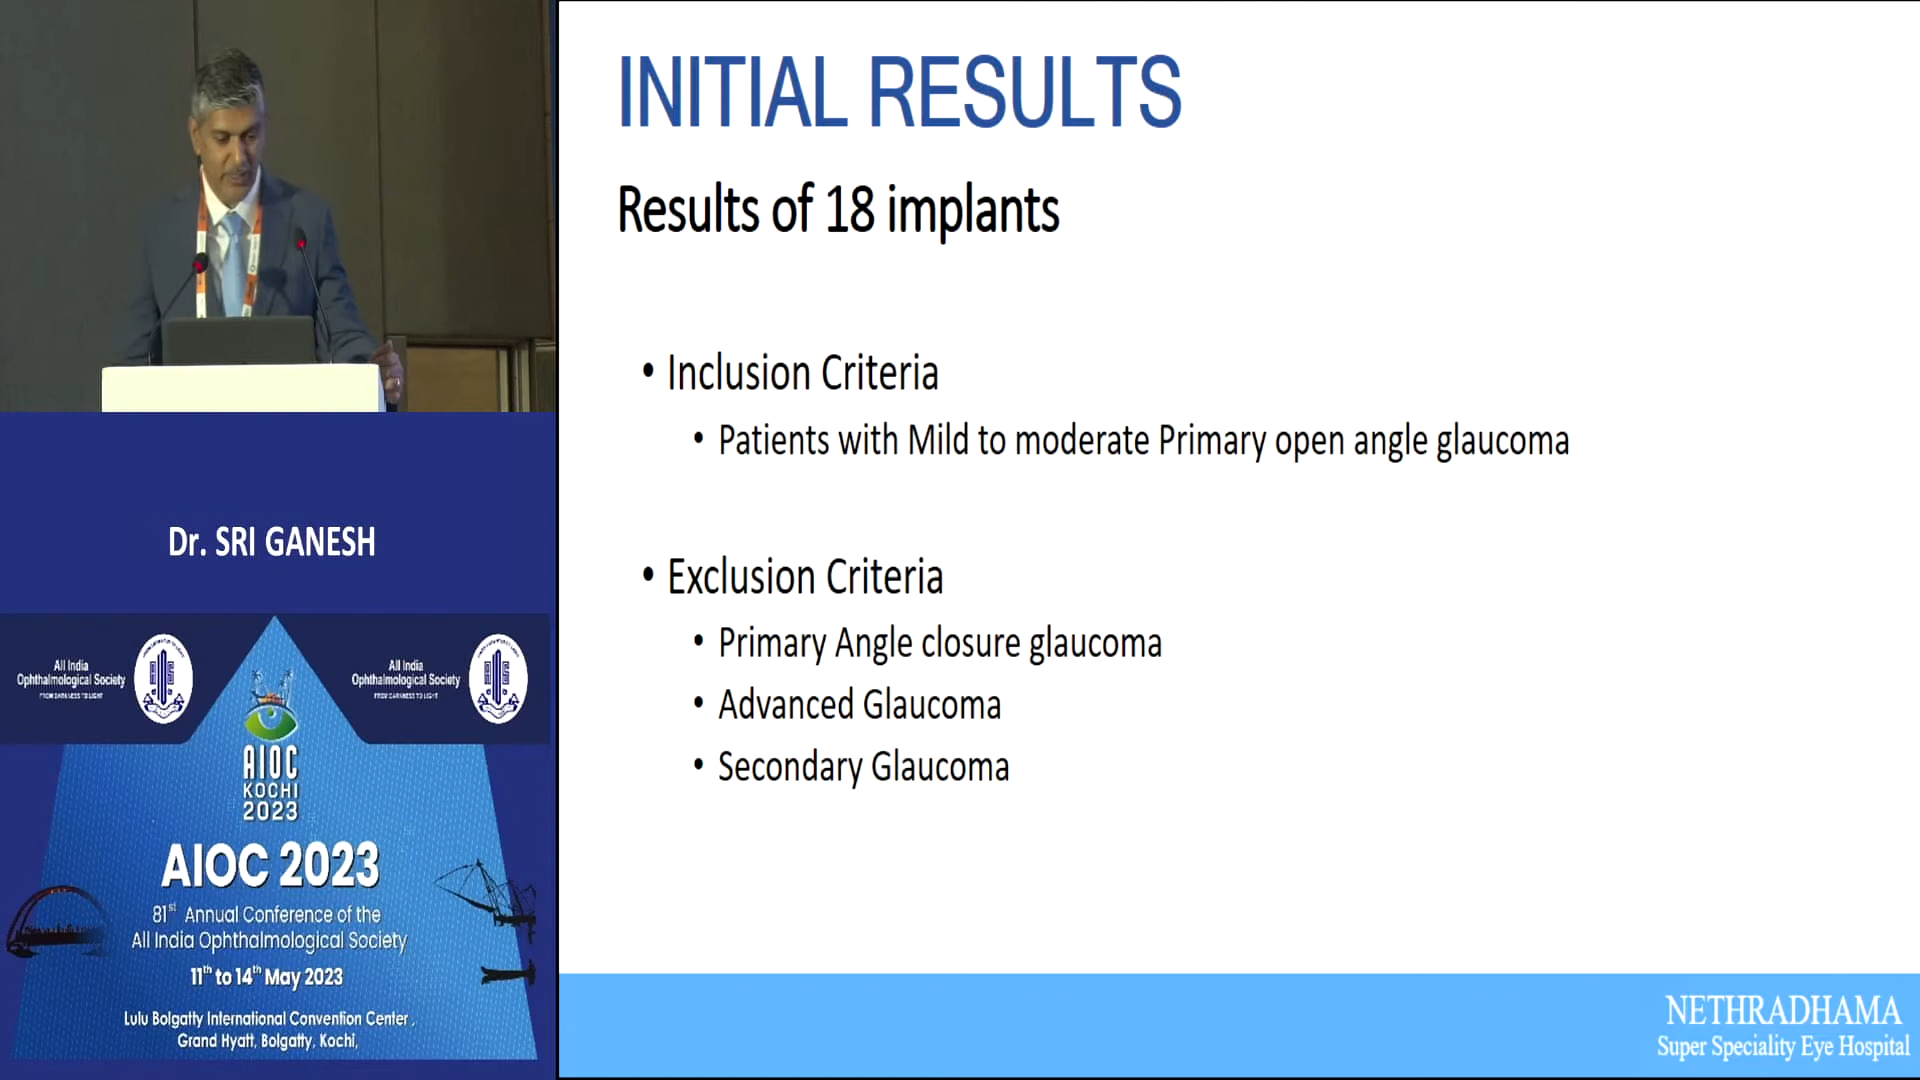 INITIAL RESULTS
Results of 18 implants
• Inclusion Criteria
• Patients with Mild to moderate Primary open angle glaucoma
• Exclusion Criteria
• Primary Angle closure glaucoma
• Advanced Glaucoma
• Secondary Glaucoma
NETHRADHAMA
Super Speciality Eye Hospital
Dr. SRI GANESH
All India
Ophthalmological Society
FROM DARKNESS TO LIGHT
All India
Ophthalmological Society
FROM DARKNESS TO LIGHT
AIOC
KOCHI
2023
AIOC 2023
81st Annual Conference of the
All India Ophthalmological Society
11th to 14th May 2023
Lulu Bolgatty International Convention Center ,
Grand Hyatt, Bolgatty, Kochi,